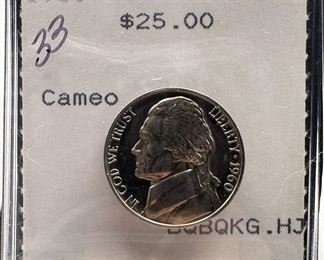 $25.00
33
Cameo
IN GOD WE TRUST
LIBERTY · 1960
BQBQKG.HJ